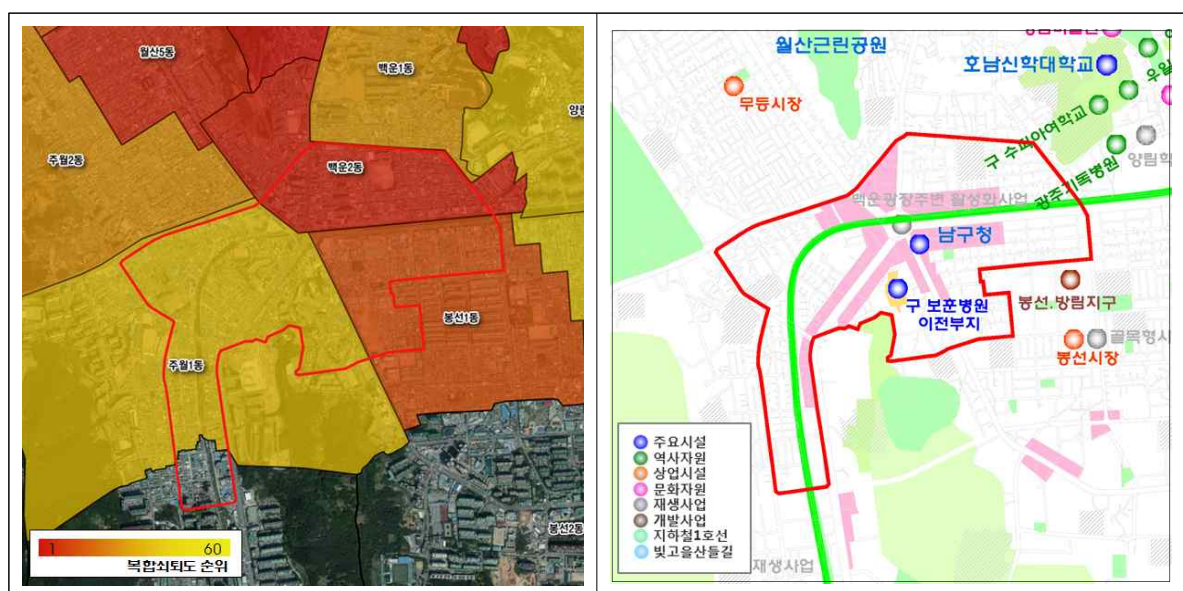 월산5동
백운1동
양림
주월2동
백운2동
봉선1동
주월1동
봉선2동
1
60
복합쇠퇴도 순위
월산근린공원
호남신학대학교
무등시장
우일
구 수피아여학교
양림학
광주기독병원
백운광장주변 활성화사업
남구청
구 보훈병원
이전부지
봉선.방림지구
골목형시
봉선시장
주요시설
역사자원
상업시설
문화자원
재생사업
개발사업
지하철1호선
빛고을산들길
재생사업